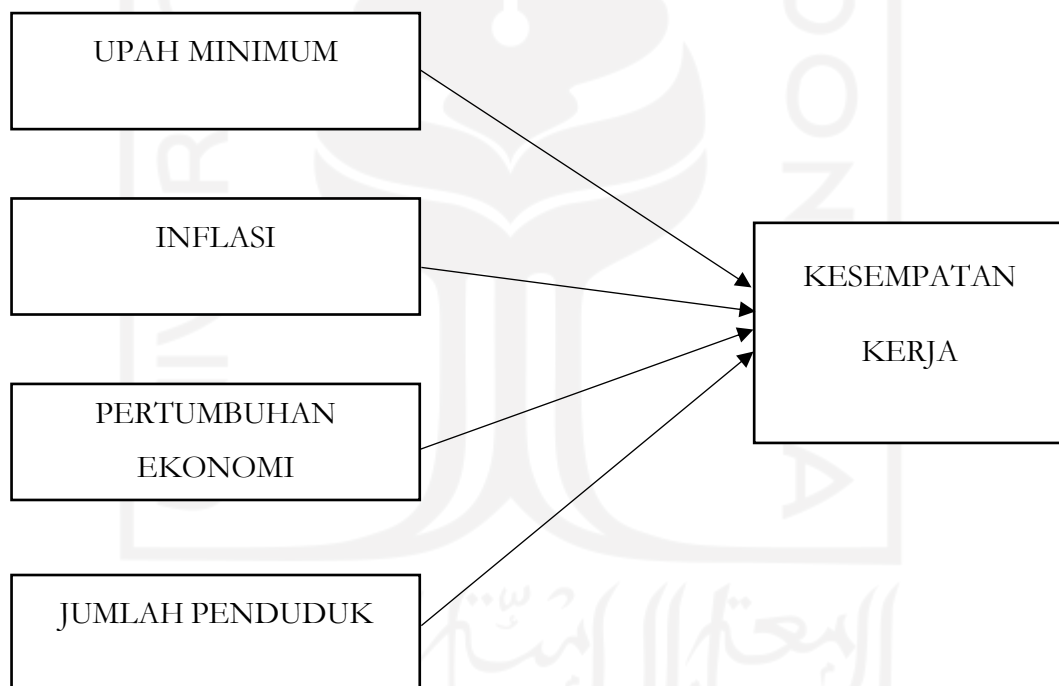 UPAH MINIMUM
INFLASI
PERTUMBUHAN
EKONOMI
JUMLAH PENDUDUK
KESEMPATAN
KERJA